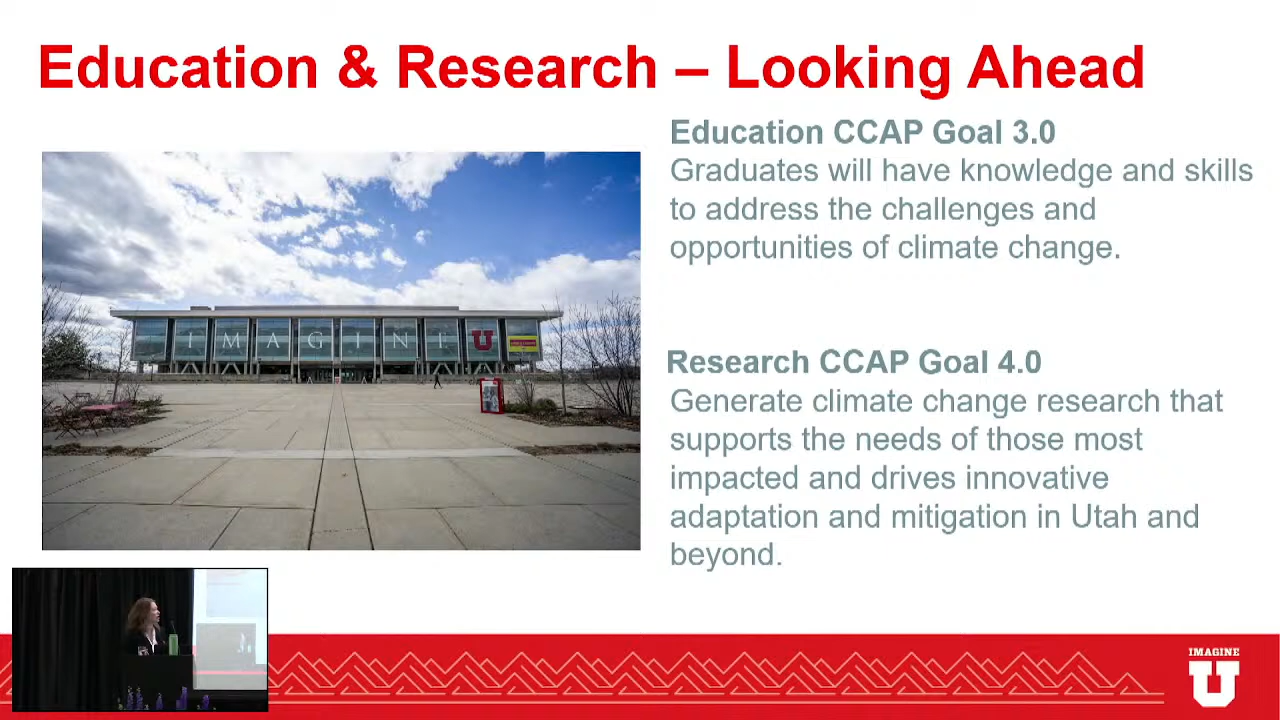 Education & Research – Looking Ahead
Education CCAP Goal 3.0
Graduates will have knowledge and skills
to address the challenges and
opportunities of climate change.
IMAGINE U
Research CCAP Goal 4.0
Generate climate change research that
supports the needs of those most
impacted and drives innovative
adaptation and mitigation in Utah and
beyond.
IMAGINE
U